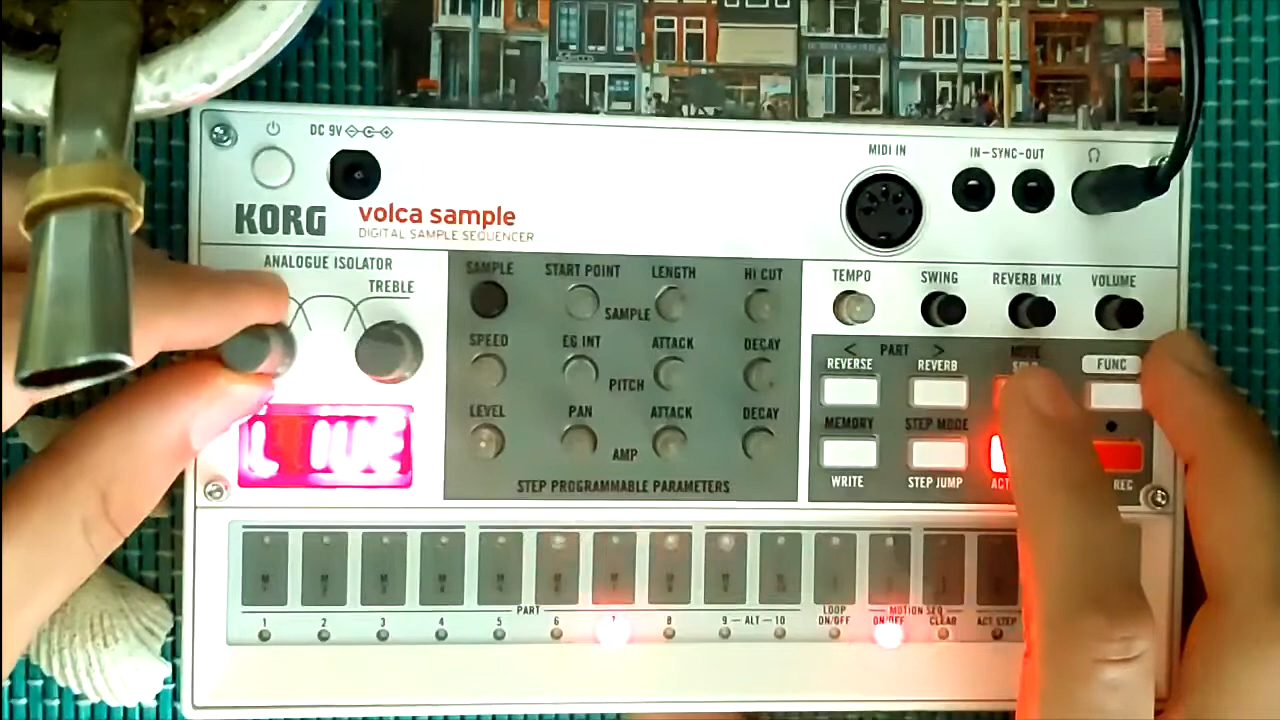 DC 9V
MIDI IN
IN-SYNC-OUT
KORG
volca sample
DIGITAL SAMPLE SEQUENCER
ANALOGUE ISOLATOR
TREBLE
SAMPLE START POINT LENGTH HI CUT
SAMPLE
SPEED EG INT ATTACK DECAY
PITCH
LEVEL PAN ATTACK DECAY
AMP
STEP PROGRAMMABLE PARAMETERS
TEMPO SWING REVERB MIX VOLUME
< PART >
REVERSE REVERB FUNC
MEMORY STEP MODE
WRITE STEP JUMP REC
LIVE
PART
1 2 3 4 5 6 7 8 9 - ALT - 10
LOOP ON/OFF
MOTION SEQ
ON/OFF CLEAR ACT STEP